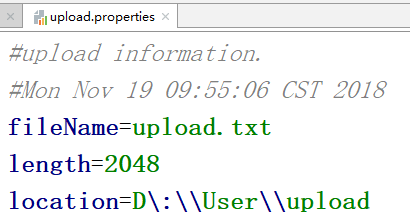 upload.properties
#upload information.
#Mon Nov 19 09:55:06 CST 2018
fileName=upload.txt
length=2048
location=D\:\\User\\upload